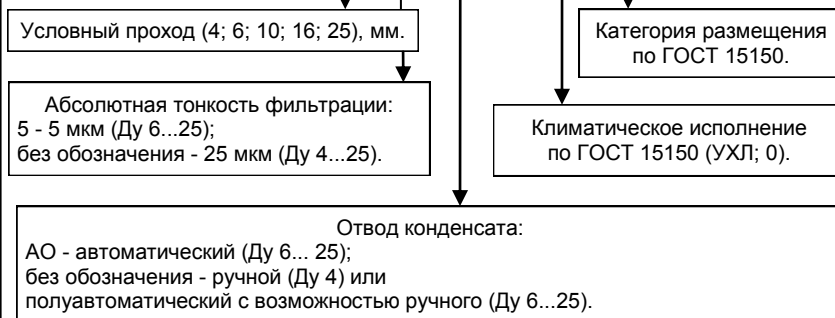 Условный проход (4; 6; 10; 16; 25), мм.
Категория размещения
по ГОСТ 15150.
Абсолютная тонкость фильтрации:
5 - 5 мкм (Ду 6...25);
без обозначения - 25 мкм (Ду 4...25).
Климатическое исполнение
по ГОСТ 15150 (УХЛ; 0).
Отвод конденсата:
АО - автоматический (Ду 6... 25);
без обозначения - ручной (Ду 4) или
полуавтоматический с возможностью ручного (Ду 6...25).